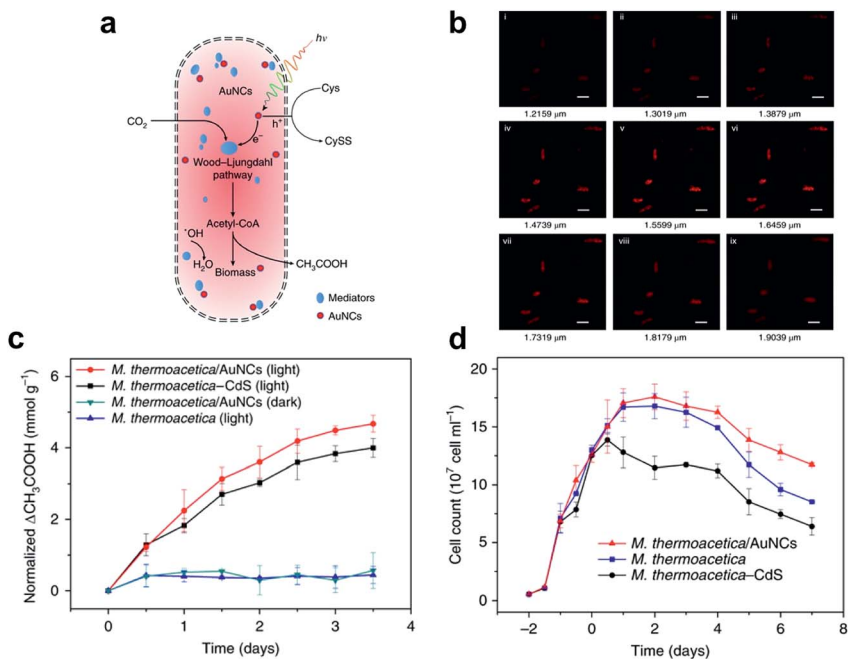 a
hν
AuNCs
Cys
h⁺
CO₂
e⁻
CySS
Wood–Ljungdahl
pathway
Acetyl-CoA
·OH
H₂O
CH₃COOH
Biomass
Mediators
AuNCs
b
i
ii
iii
1.2159 μm
1.3019 μm
1.3879 μm
iv
v
vi
1.4739 μm
1.5599 μm
1.6459 μm
vii
viii
ix
1.7319 μm
1.8179 μm
1.9039 μm
c
M. thermoacetica/AuNCs (light)
M. thermoacetica–CdS (light)
M. thermoacetica/AuNCs (dark)
M. thermoacetica (light)
Normalized ΔCH₃COOH (mmol g⁻¹)
6
4
2
0
0
1
2
3
4
Time (days)
d
Cell count (10⁷ cell ml⁻¹)
20
15
10
5
0
M. thermoacetica/AuNCs
M. thermoacetica
M. thermoacetica–CdS
−2
0
2
4
6
8
Time (days)